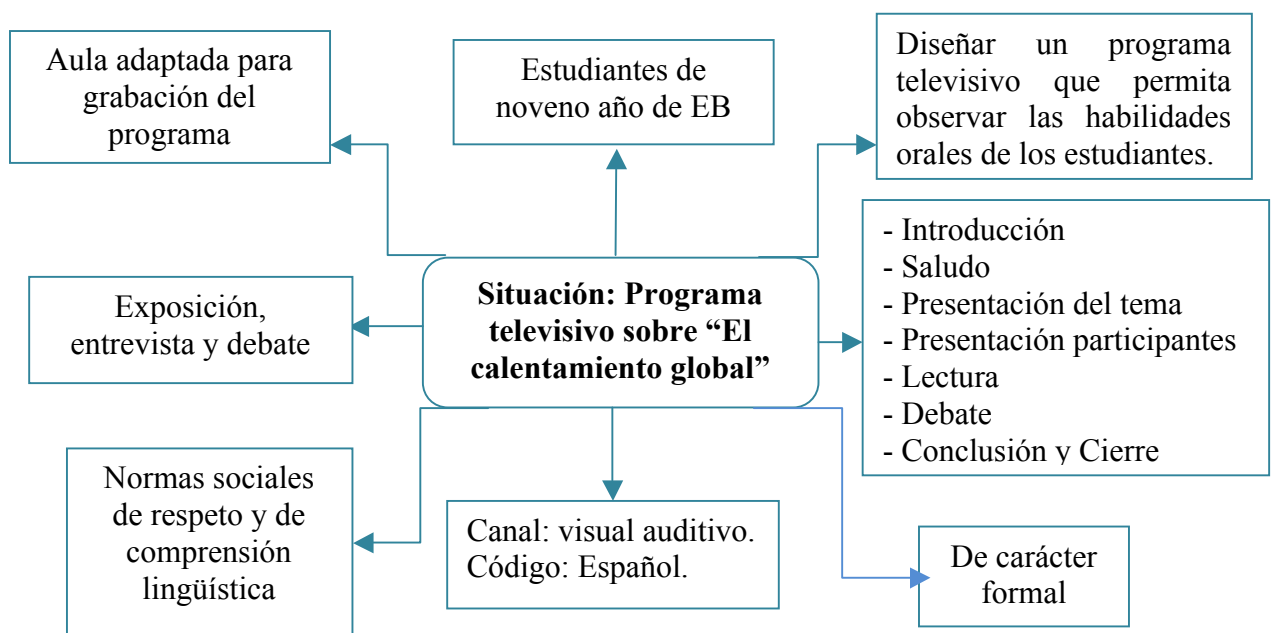 Aula adaptada para
grabación del
programa
Estudiantes de
noveno año de EB
Diseñar un programa
televisivo que permita
observar las habilidades
orales de los estudiantes.
Exposición,
entrevista y debate
Situación: Programa
televisivo sobre “El
calentamiento global”
- Introducción
- Saludo
- Presentación del tema
- Presentación participantes
- Lectura
- Debate
- Conclusión y Cierre
Normas sociales
de respeto y de
comprensión
lingüística
Canal: visual auditivo.
Código: Español.
De carácter
formal